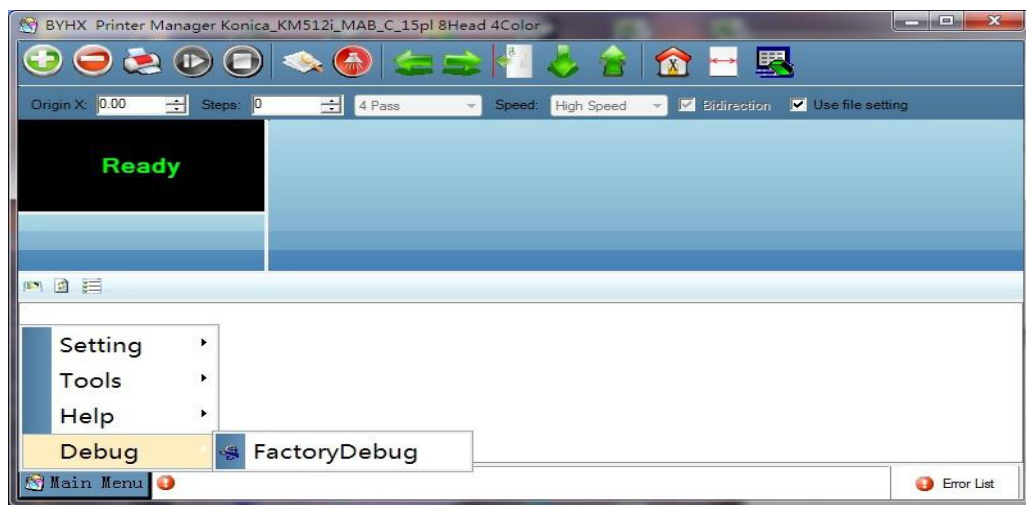 BYHX Printer Manager Konica_KM512i_MAB_C_15pl 8Head 4Color
Origin X: 0.00 Steps: 0 4 Pass Speed: High Speed Bidirection Use file setting
Ready
Setting
Tools
Help
Debug FactoryDebug
Main Menu Error List